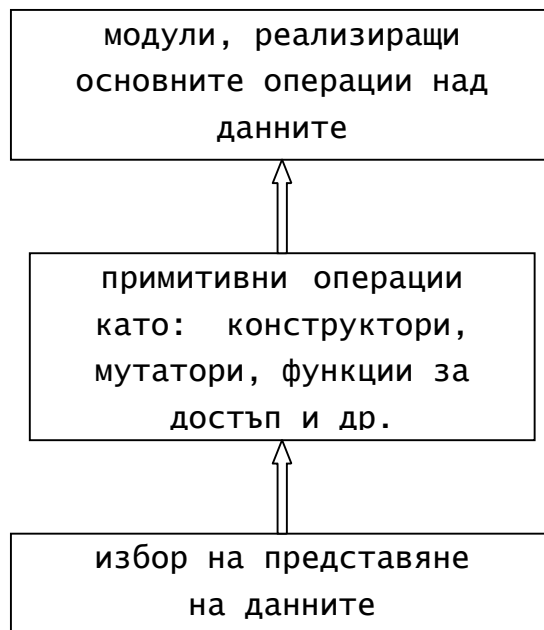 модули, реализиращи
основните операции над
данните
примитивни операции
като: конструктори,
мутатори, функции за
достъп и др.
избор на представяне
на данните